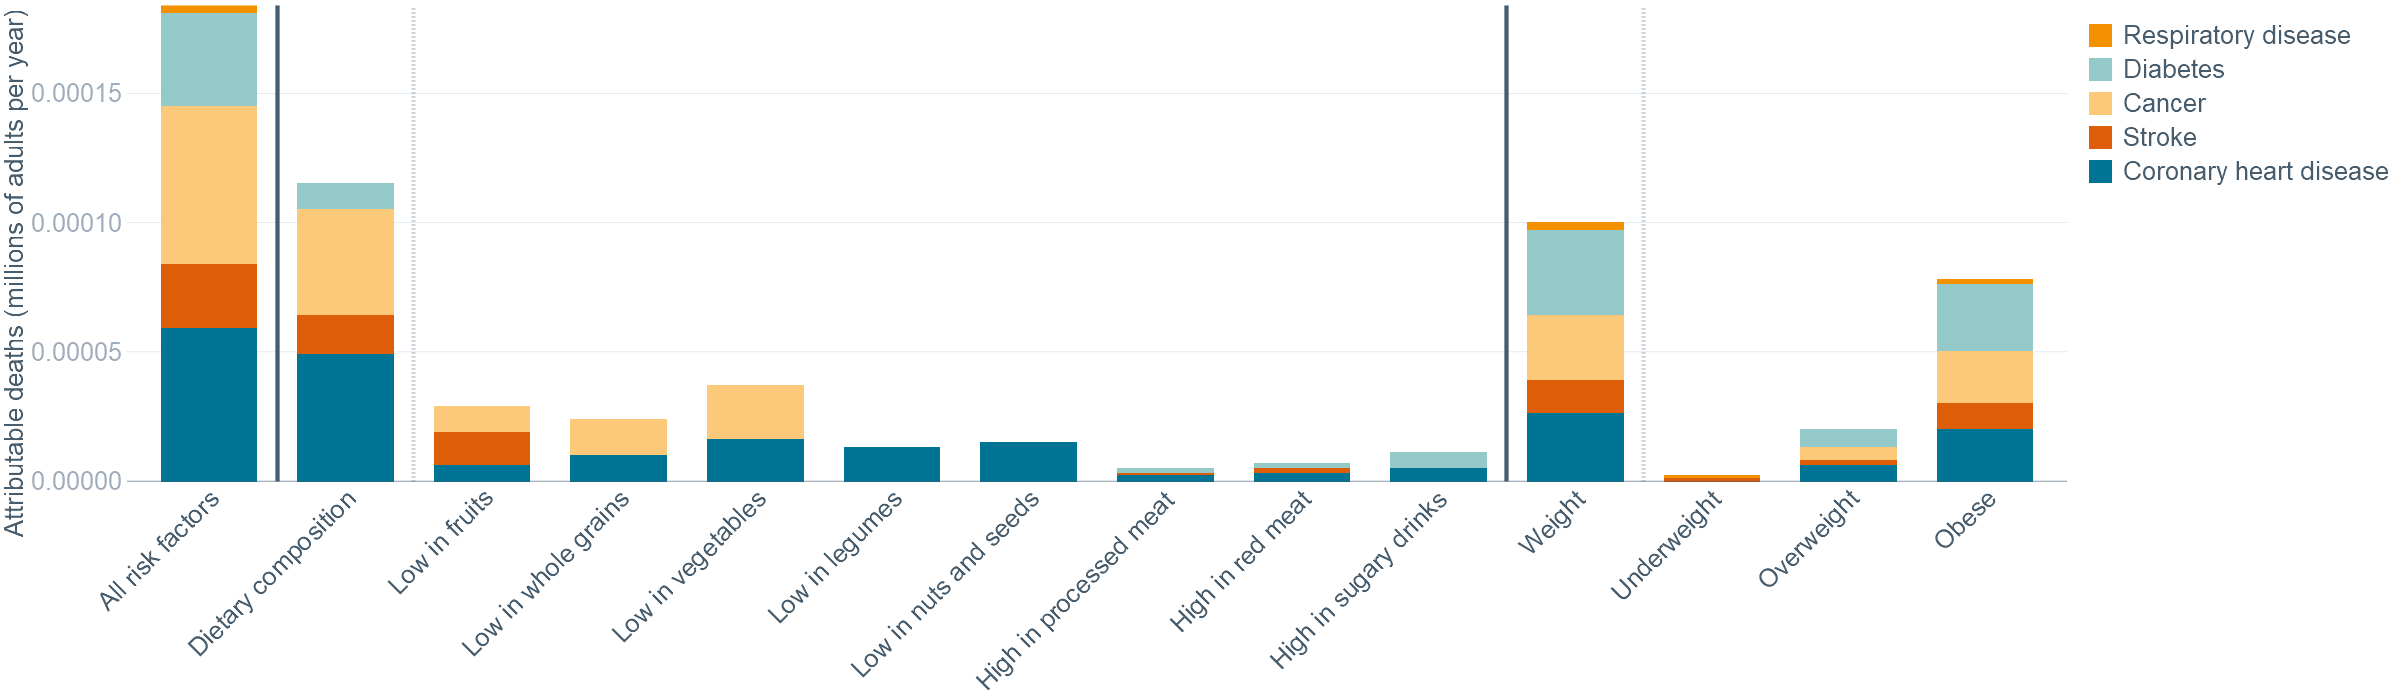 Attributable deaths (millions of adults per year)
0.00015
0.00010
0.00005
0.00000
All risk factors
Dietary composition
Low in fruits
Low in whole grains
Low in vegetables
Low in legumes
Low in nuts and seeds
High in processed meat
High in red meat
High in sugary drinks
Weight
Underweight
Overweight
Obese
Respiratory disease
Diabetes
Cancer
Stroke
Coronary heart disease